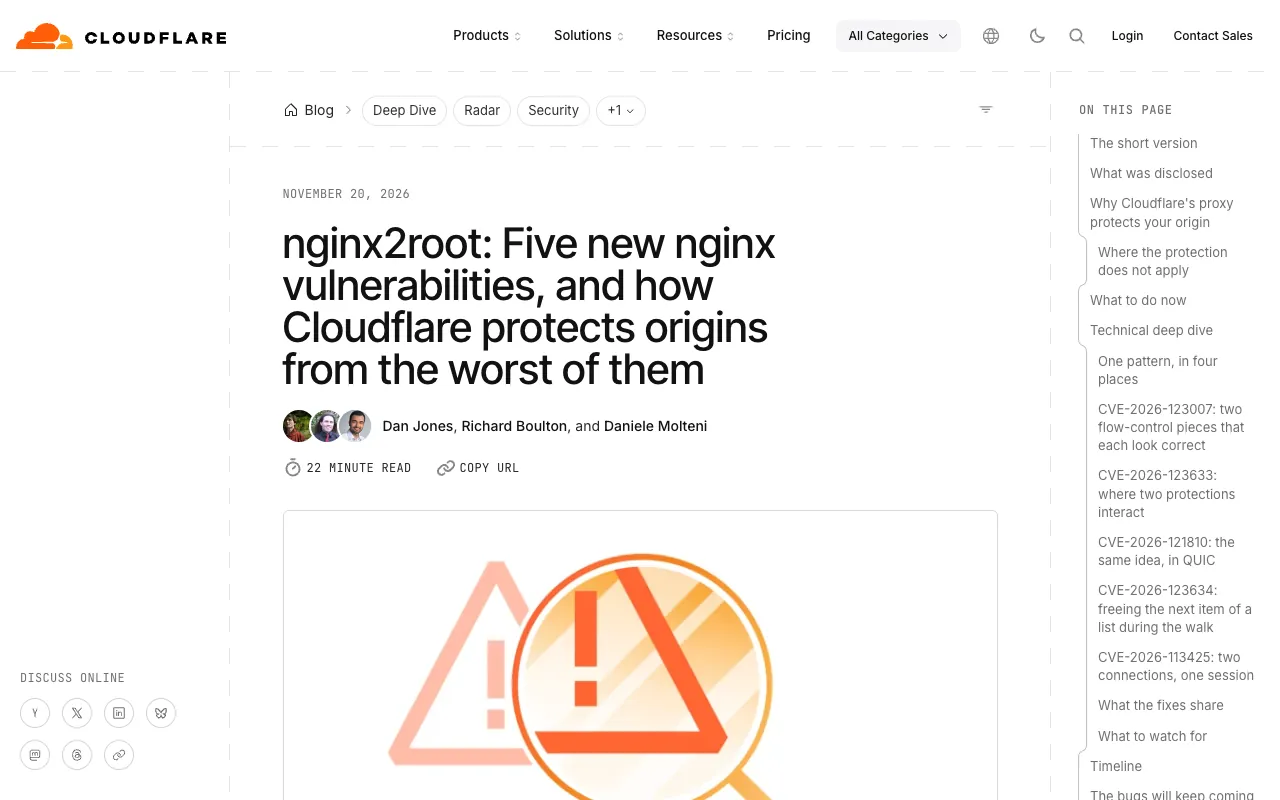 CLOUDFLARE
Products
Solutions
Resources
Pricing
All Categories
Login
Contact Sales
Blog
Deep Dive
Radar
Security
+1
NOVEMBER 20, 2026
nginx2root: Five new nginx
vulnerabilities, and how
Cloudflare protects origins
from the worst of them
Dan Jones, Richard Boulton, and Daniele Molteni
22 MINUTE READ
COPY URL
DISCUSS ONLINE
ON THIS PAGE
The short version
What was disclosed
Why Cloudflare's proxy
protects your origin
Where the protection
does not apply
What to do now
Technical deep dive
One pattern, in four
places
CVE-2026-123007: two
flow-control pieces that
each look correct
CVE-2026-123633:
where two protections
interact
CVE-2026-121810: the
same idea, in QUIC
CVE-2026-123634:
freeing the next item of a
list during the walk
CVE-2026-113425: two
connections, one session
What the fixes share
What to watch for
Timeline
The bugs will keep coming